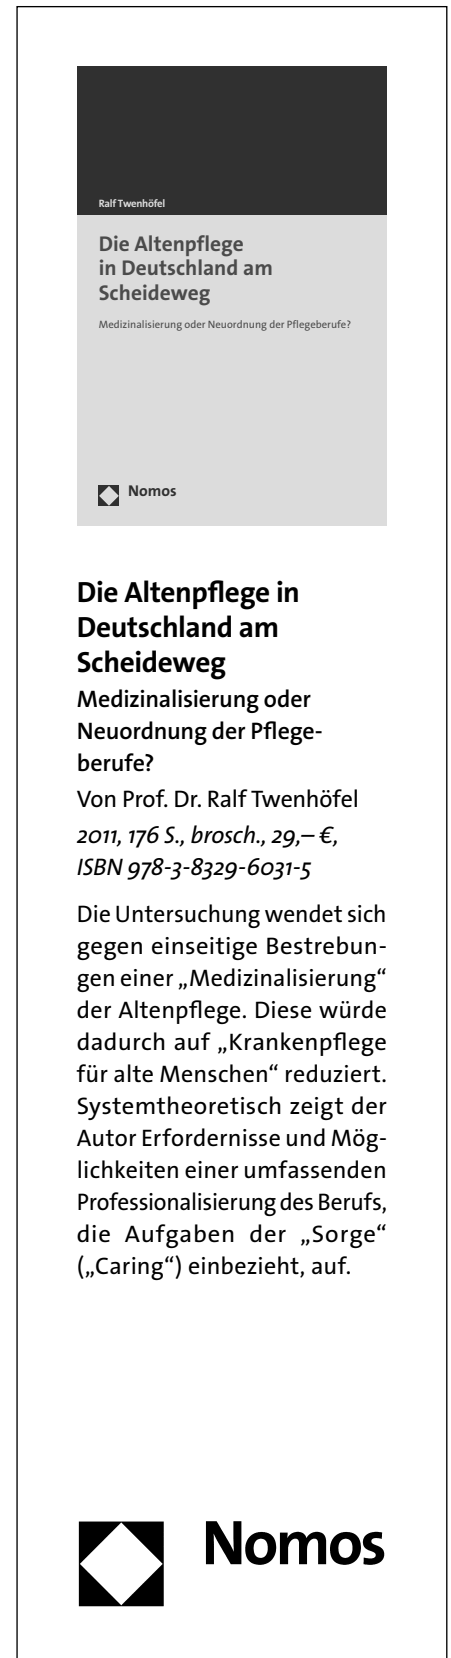 Ralf Twenhöfel
Die Altenpflege
in Deutschland am
Scheideweg
Medizinalisierung oder Neuordnung der Pflegeberufe?
Nomos
Die Altenpflege in
Deutschland am
Scheideweg
Medizinalisierung oder
Neuordnung der Pflege-
berufe?
Von Prof. Dr. Ralf Twenhöfel
2011, 176 S., brosch., 29,– €,
ISBN 978-3-8329-6031-5
Die Untersuchung wendet sich
gegen einseitige Bestrebun-
gen einer „Medizinalisierung“
der Altenpflege. Diese würde
dadurch auf „Krankenpflege
für alte Menschen“ reduziert.
Systemtheoretisch zeigt der
Autor Erfordernisse und Mög-
lichkeiten einer umfassenden
Professionalisierung des Berufs,
die Aufgaben der „Sorge“
(„Caring“) einbezieht, auf.
Nomos